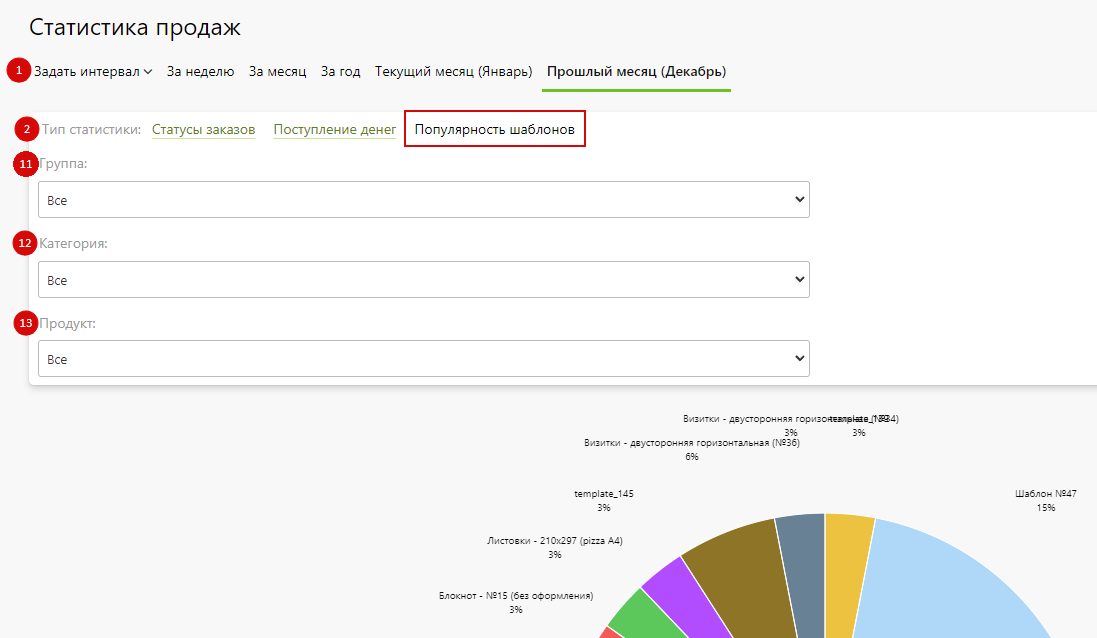 Статистика продаж
1 Задать интервал За неделю За месяц За год Текущий месяц (Январь) Прошлый месяц (Декабрь)
2 Тип статистики: Статусы заказов Поступление денег Популярность шаблонов
11 Группа:
Все
12 Категория:
Все
13 Продукт:
Все
Визитки - двусторонняя горизонтальная (№34)
3% 3%
Визитки - двусторонняя горизонтальная (№36)
6%
template_145
3%
Шаблон №47
15%
Листовки - 210x297 (pizza A4)
3%
Блокнот - №15 (без оформления)
3%